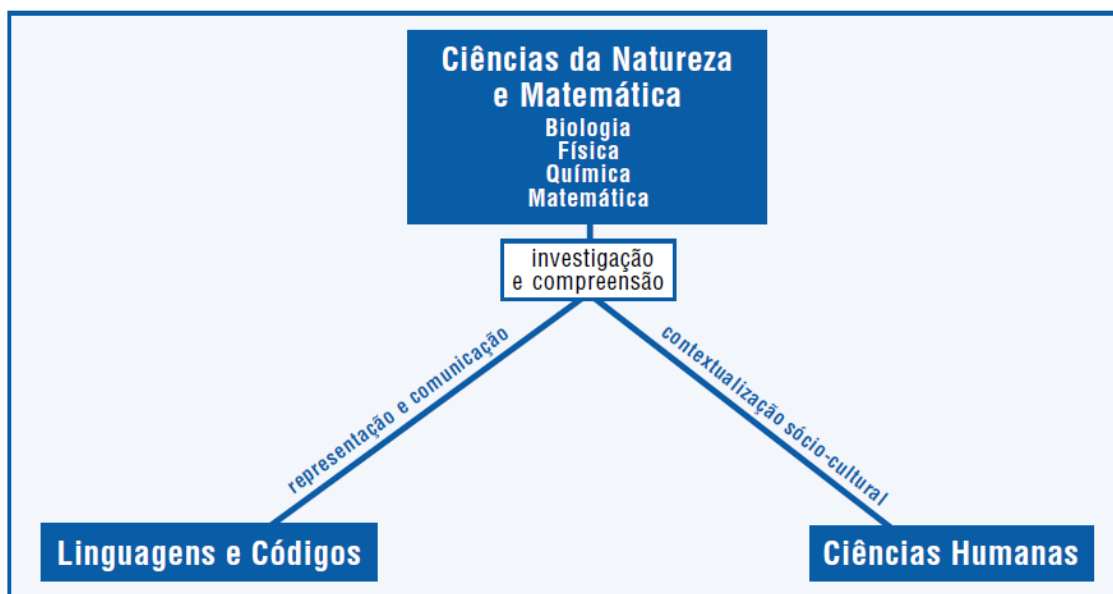 Ciências da Natureza
e Matemática
Biologia
Física
Química
Matemática
investigação
e compreensão
representação e comunicação
contextualização sócio-cultural
Linguagens e Códigos
Ciências Humanas